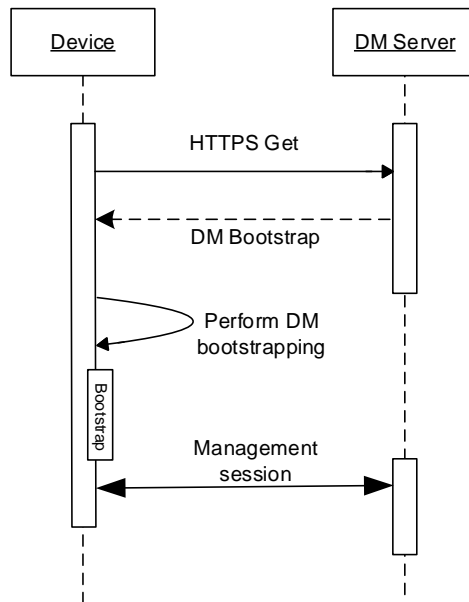 Device
DM Server
HTTPS Get
DM Bootstrap
Perform DM
bootstrapping
Bootstrap
Management
session